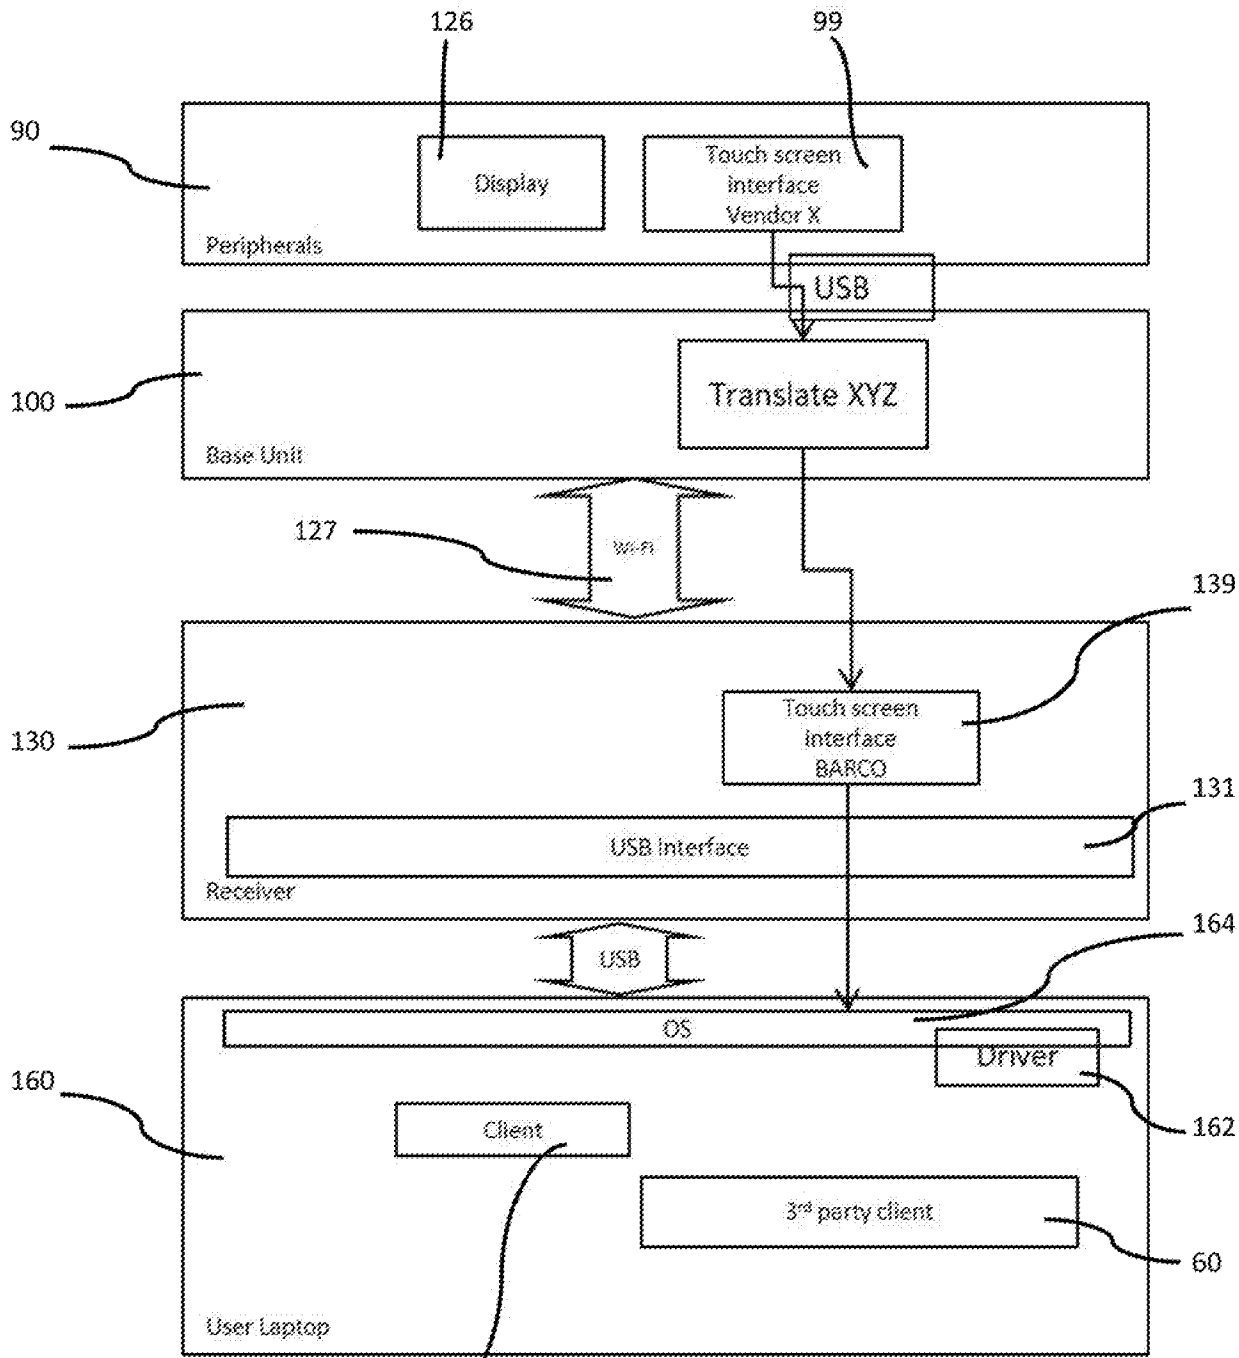 126
99
90
Display
Touch screen
interface
Vendor X
Peripherals
USB
100
Translate XYZ
Base Unit
127
wi-fi
139
130
Touch screen
interface
BARCO
131
USB Interface
Receiver
164
USB
OS
Driver
160
162
Client
3rd party client
60
User Laptop